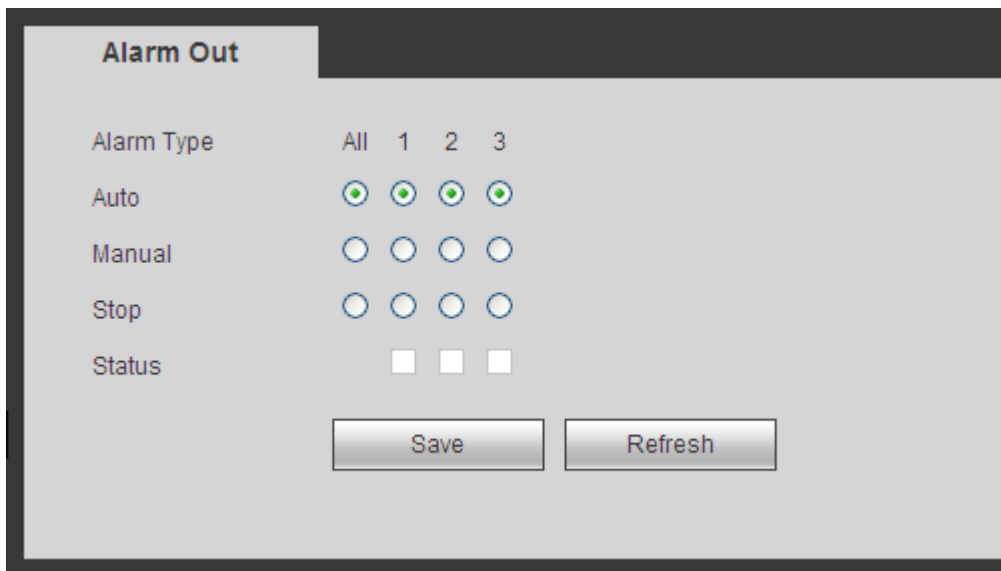 Alarm Out
Alarm Type All 1 2 3
Auto
Manual
Stop
Status
Save Refresh